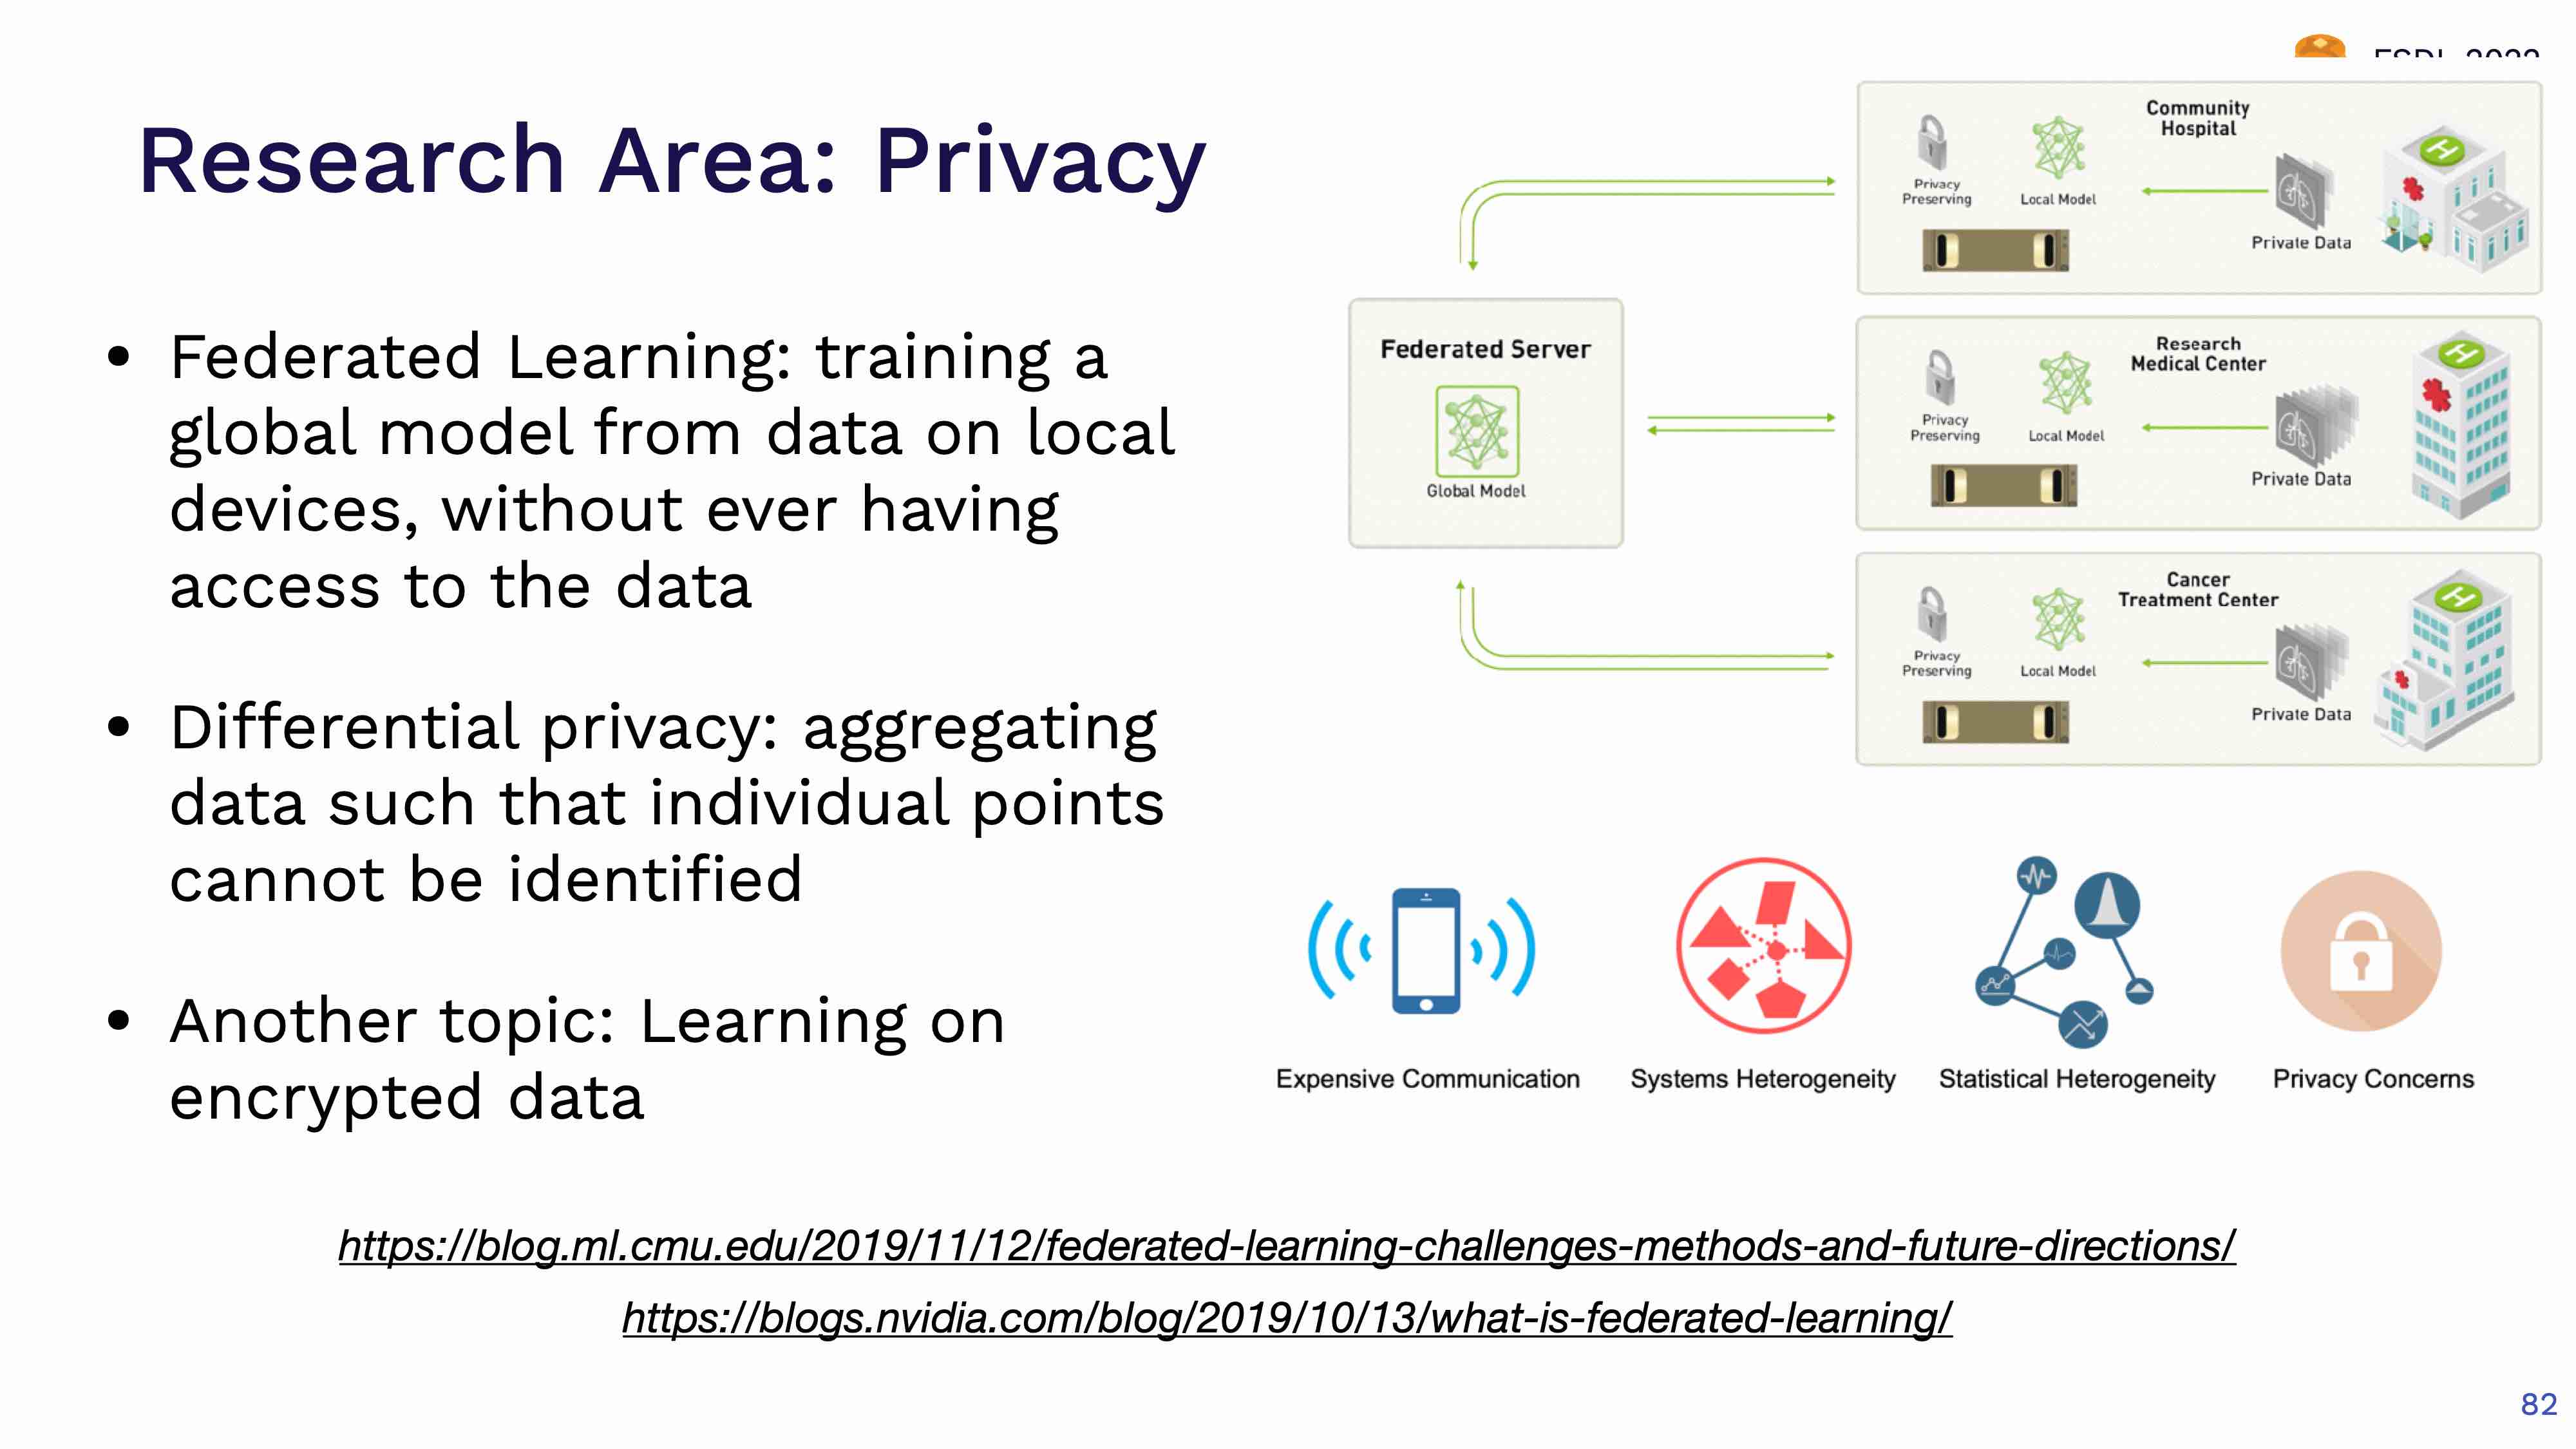 Research Area: Privacy
• Federated Learning: training a
global model from data on local
devices, without ever having
access to the data
• Differential privacy: aggregating
data such that individual points
cannot be identified
• Another topic: Learning on
encrypted data
Federated Server
Global Model
Community
Hospital
Privacy
Preserving
Local Model
Private Data
Research
Medical Center
Privacy
Preserving
Local Model
Private Data
Cancer
Treatment Center
Privacy
Preserving
Local Model
Private Data
Expensive Communication
Systems Heterogeneity
Statistical Heterogeneity
Privacy Concerns
https://blog.ml.cmu.edu/2019/11/12/federated-learning-challenges-methods-and-future-directions/
https://blogs.nvidia.com/blog/2019/10/13/what-is-federated-learning/
82